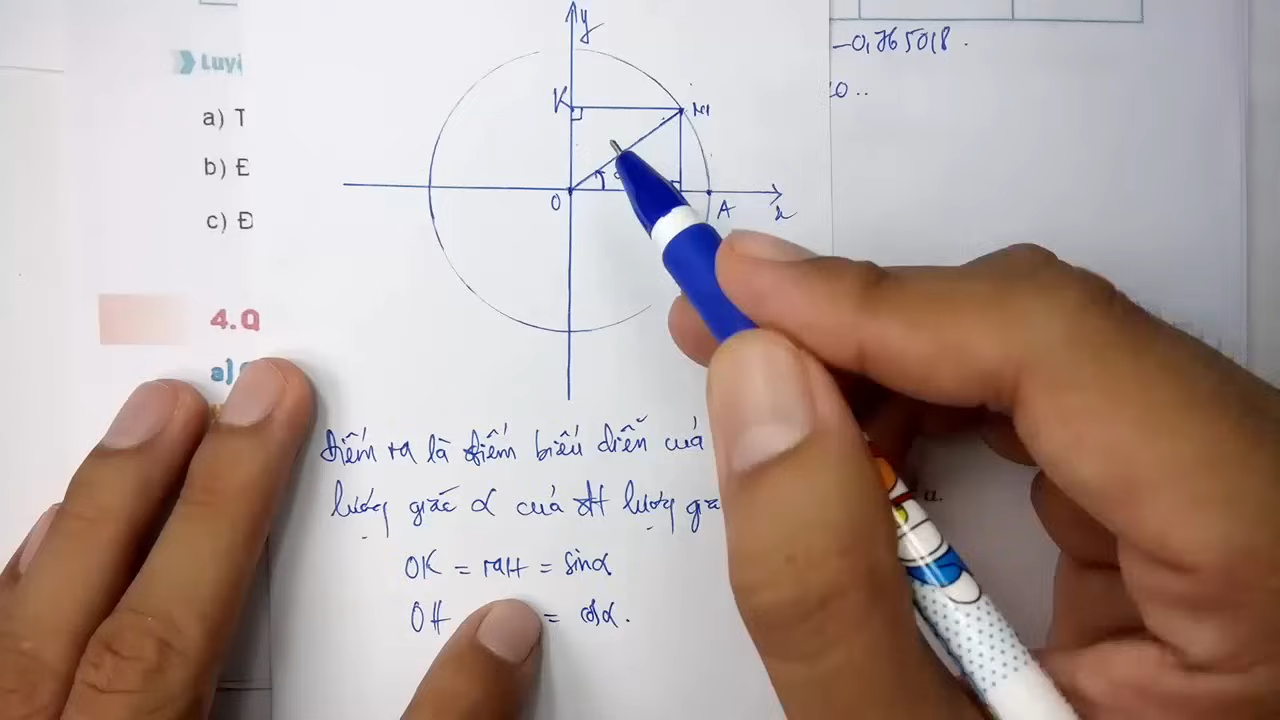 y
-0,765018.
Luyệ
a) T
K
M
b) Đ
O
A
x
c) Đ
4. Q
a)
Điểm M là điểm biểu diễn của
lượng giác α của đt lượng giá
u.
OK = MH = sinα
OH = cosα.